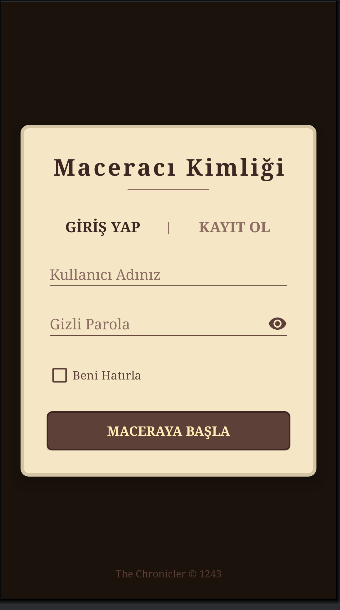 Maceracı Kimliği
GİRİŞ YAP | KAYIT OL
Kullanıcı Adınız
Gizli Parola
Beni Hatırla
MACERAYA BAŞLA
The Chronicler © 1243